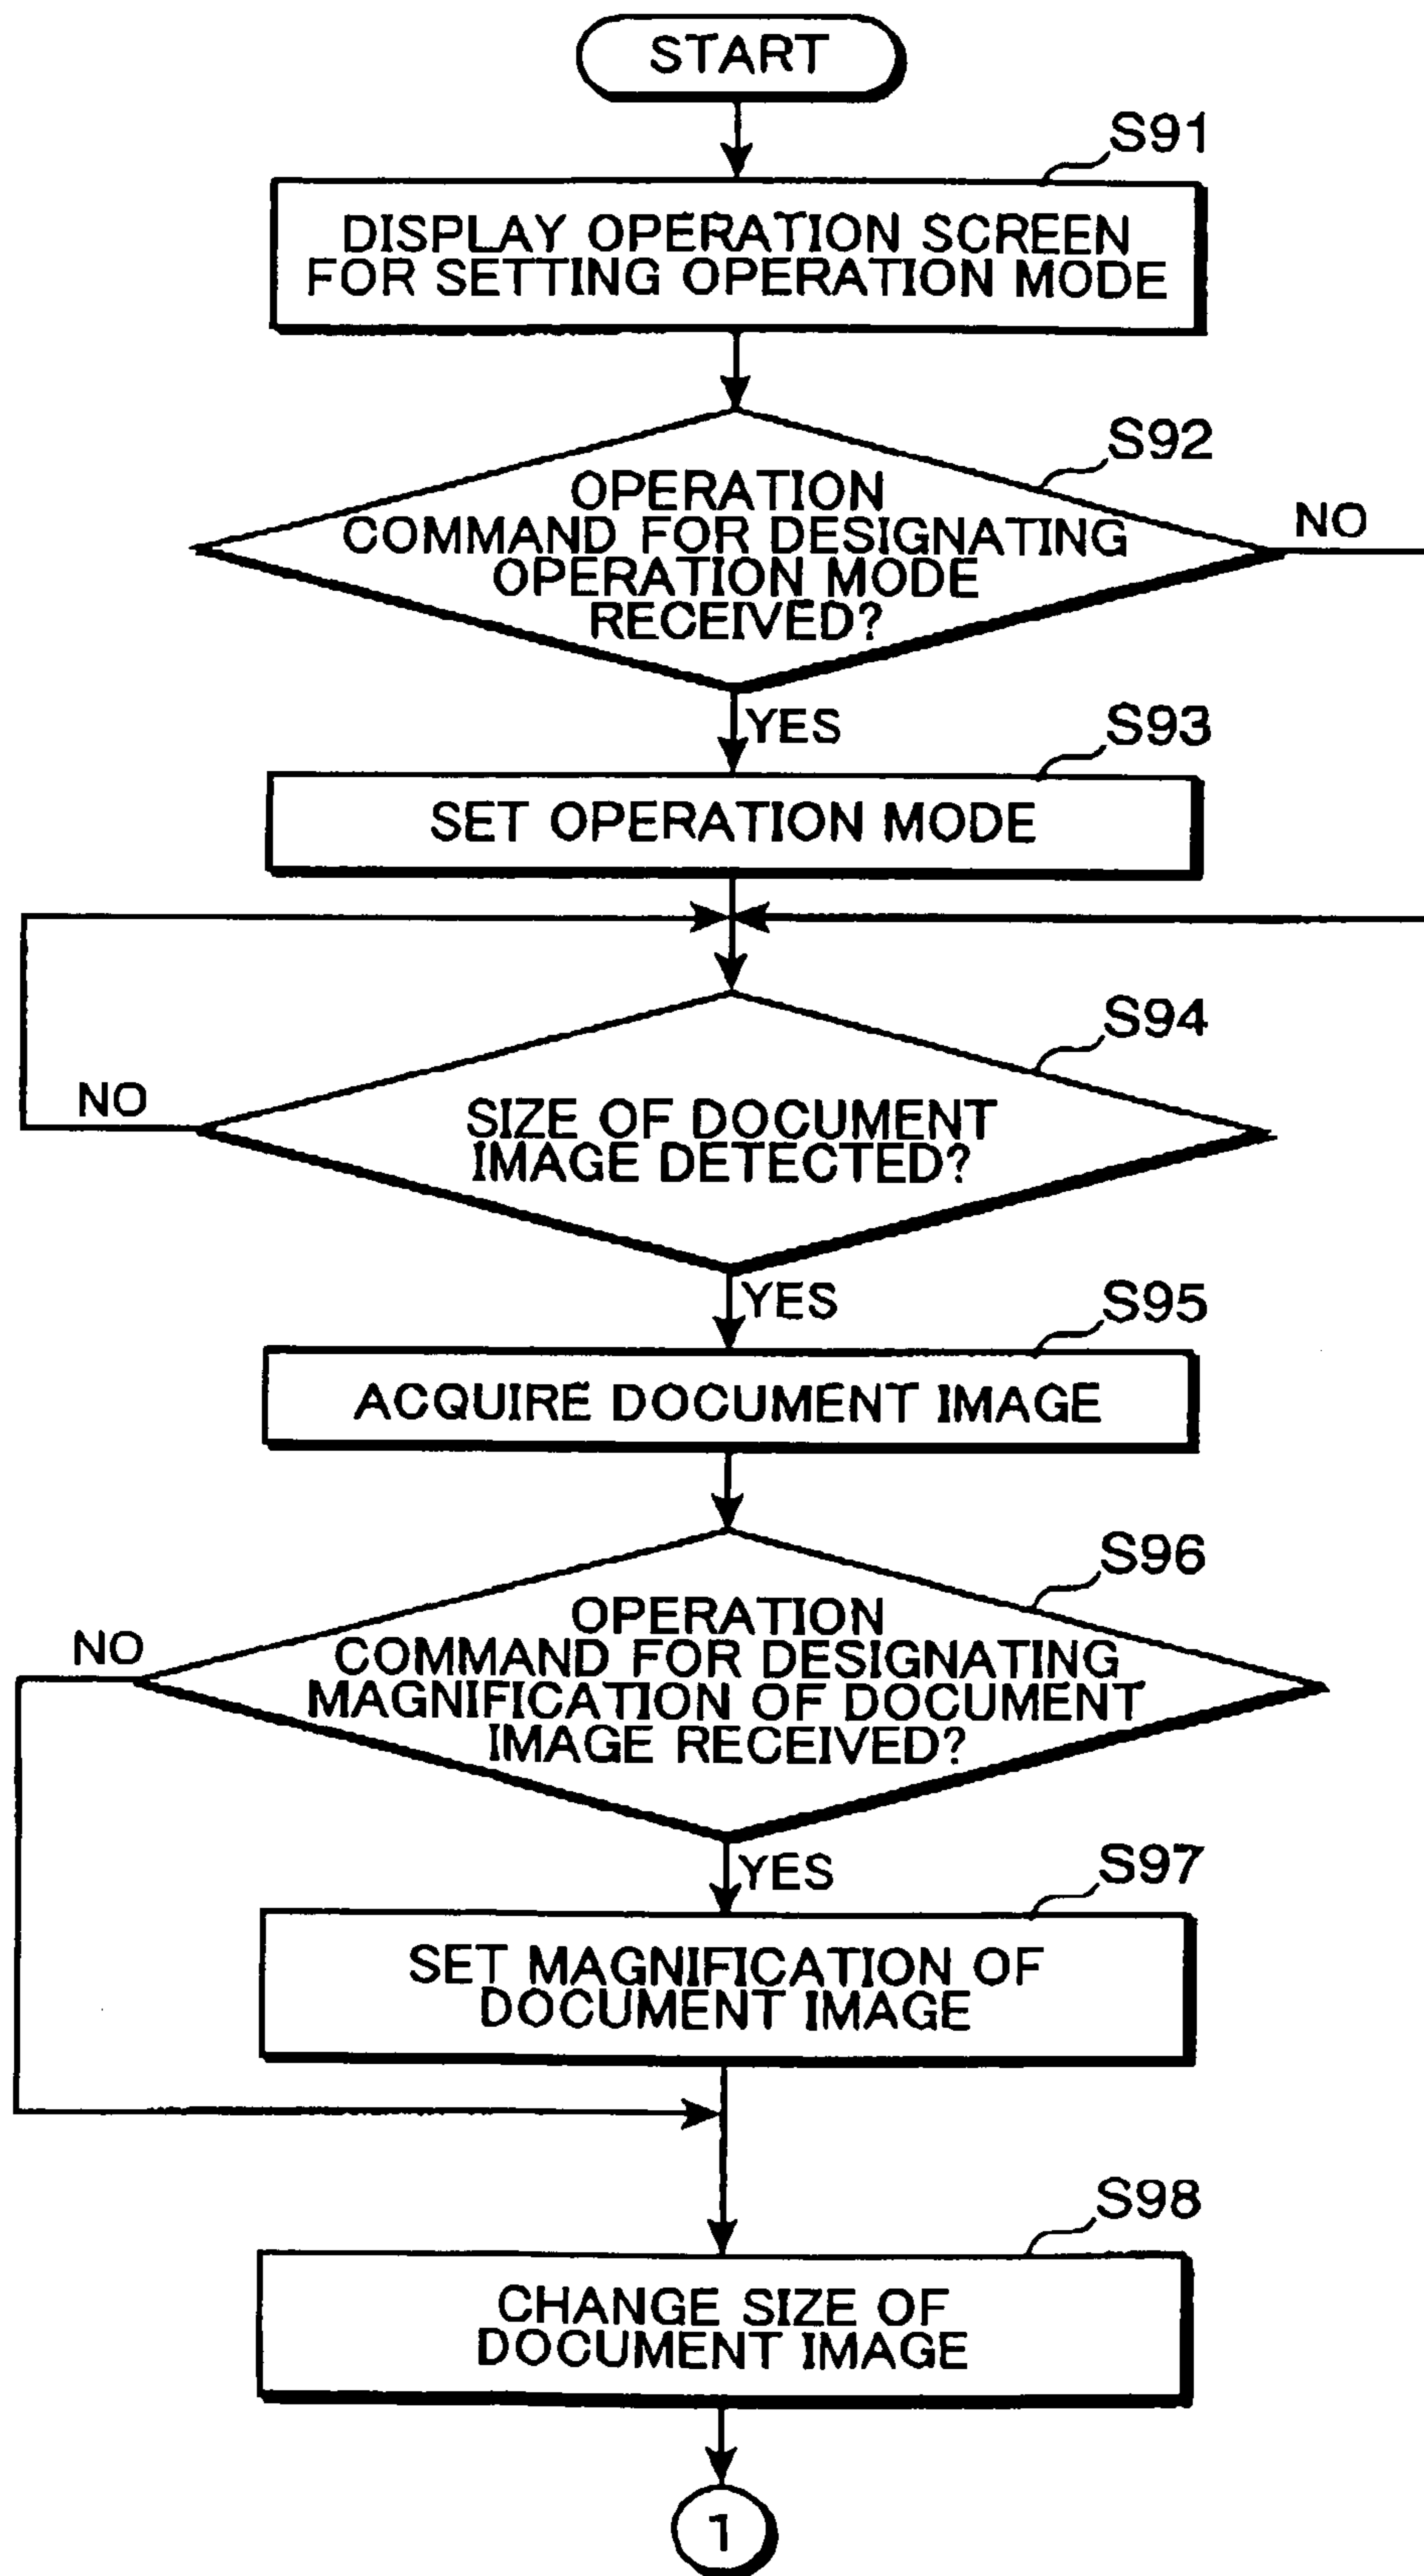 START
S91
DISPLAY OPERATION SCREEN
FOR SETTING OPERATION MODE
S92
OPERATION
COMMAND FOR DESIGNATING
OPERATION MODE
RECEIVED?
NO
YES
S93
SET OPERATION MODE
S94
NO
SIZE OF DOCUMENT
IMAGE DETECTED?
YES
S95
ACQUIRE DOCUMENT IMAGE
S96
NO
OPERATION
COMMAND FOR DESIGNATING
MAGNIFICATION OF DOCUMENT
IMAGE RECEIVED?
YES
S97
SET MAGNIFICATION OF
DOCUMENT IMAGE
S98
CHANGE SIZE OF
DOCUMENT IMAGE
1